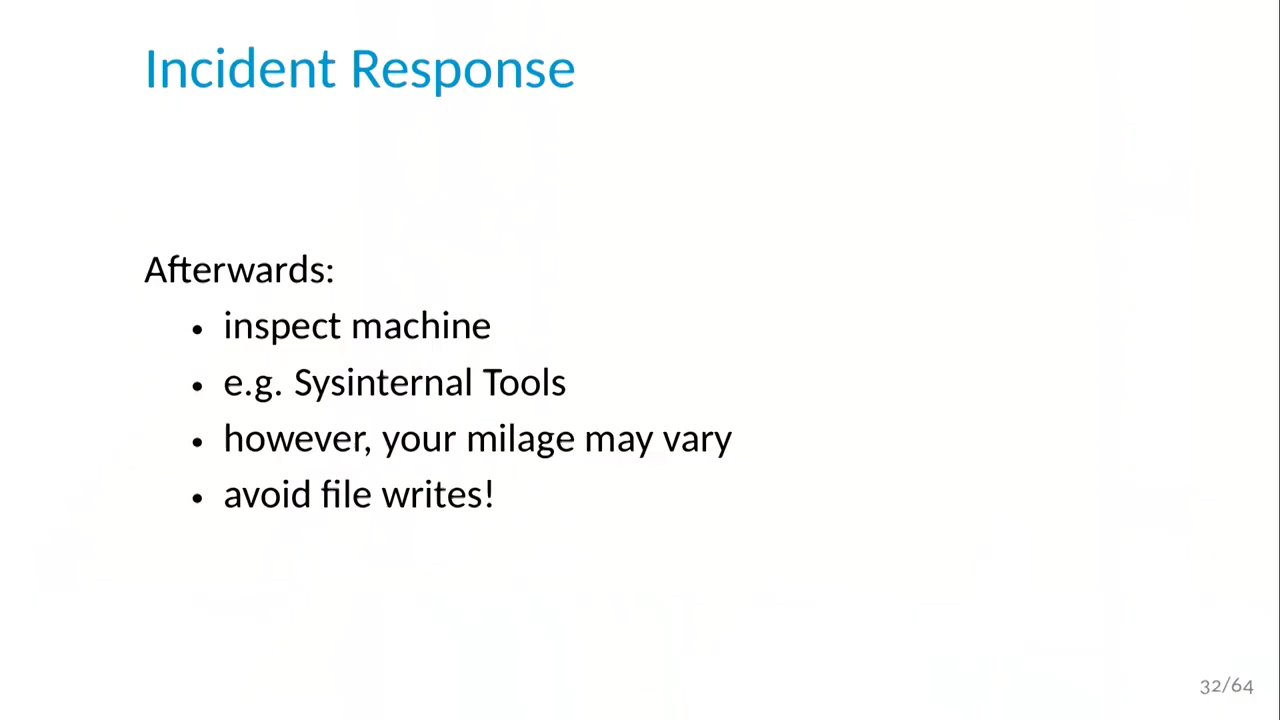 Incident Response
Afterwards:
• inspect machine
• e.g. Sysinternal Tools
• however, your milage may vary
• avoid file writes!
32/64